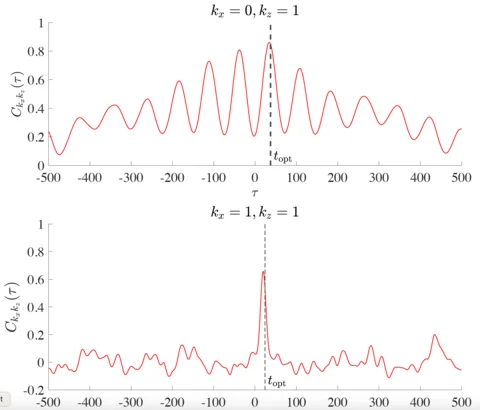 k_x = 0, k_z = 1
1
0.8
0.6
0.4
0.2
0
C_{k_x k_z}(τ)
t_opt
-500 -400 -300 -200 -100 0 100 200 300 400 500
τ
k_x = 1, k_z = 1
1
0.8
0.6
0.4
0.2
0
-0.2
C_{k_x k_z}(τ)
t_opt
t
-500 -400 -300 -200 -100 0 100 200 300 400 500